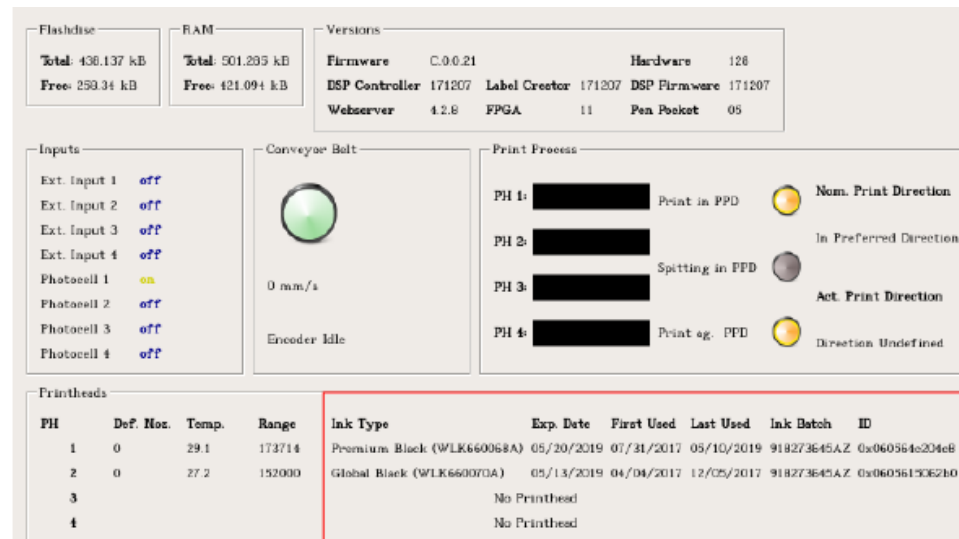 Flashdisc
Total: 438.137 kB
Free: 258.34 kB
RAM
Total: 501.285 kB
Free: 421.094 kB
Versions
Firmware C.0.0.21 Hardware 128
DSP Controller 171207 Label Creator 171207 DSP Firmware 171207
Webserver 4.2.8 FPGA 11 Pen Pocket 05
Inputs
Ext. Input 1 off
Ext. Input 2 off
Ext. Input 3 off
Ext. Input 4 off
Photocell 1 on
Photocell 2 off
Photocell 3 off
Photocell 4 off
Conveyor Belt
0 mm/s
Encoder Idle
Print Process
PH 1:
PH 2:
PH 3:
PH 4:
Print in PPD
Spitting in PPD
Print ag. PPD
Nom. Print Direction
In Preferred Direction
Act. Print Direction
Direction Undefined
Printheads
PH Def. Noz. Temp. Range Ink Type Exp. Date First Used Last Used Ink Batch ID
1 0 29.1 173714 Premium Black (WLK660068A) 05/20/2019 07/31/2017 05/10/2019 918273645AZ 0x060564c204c8
2 0 27.2 152000 Global Black (WLK660070A) 05/13/2019 04/04/2017 12/05/2017 918273645AZ 0x0605615062b0
3 No Printhead
4 No Printhead